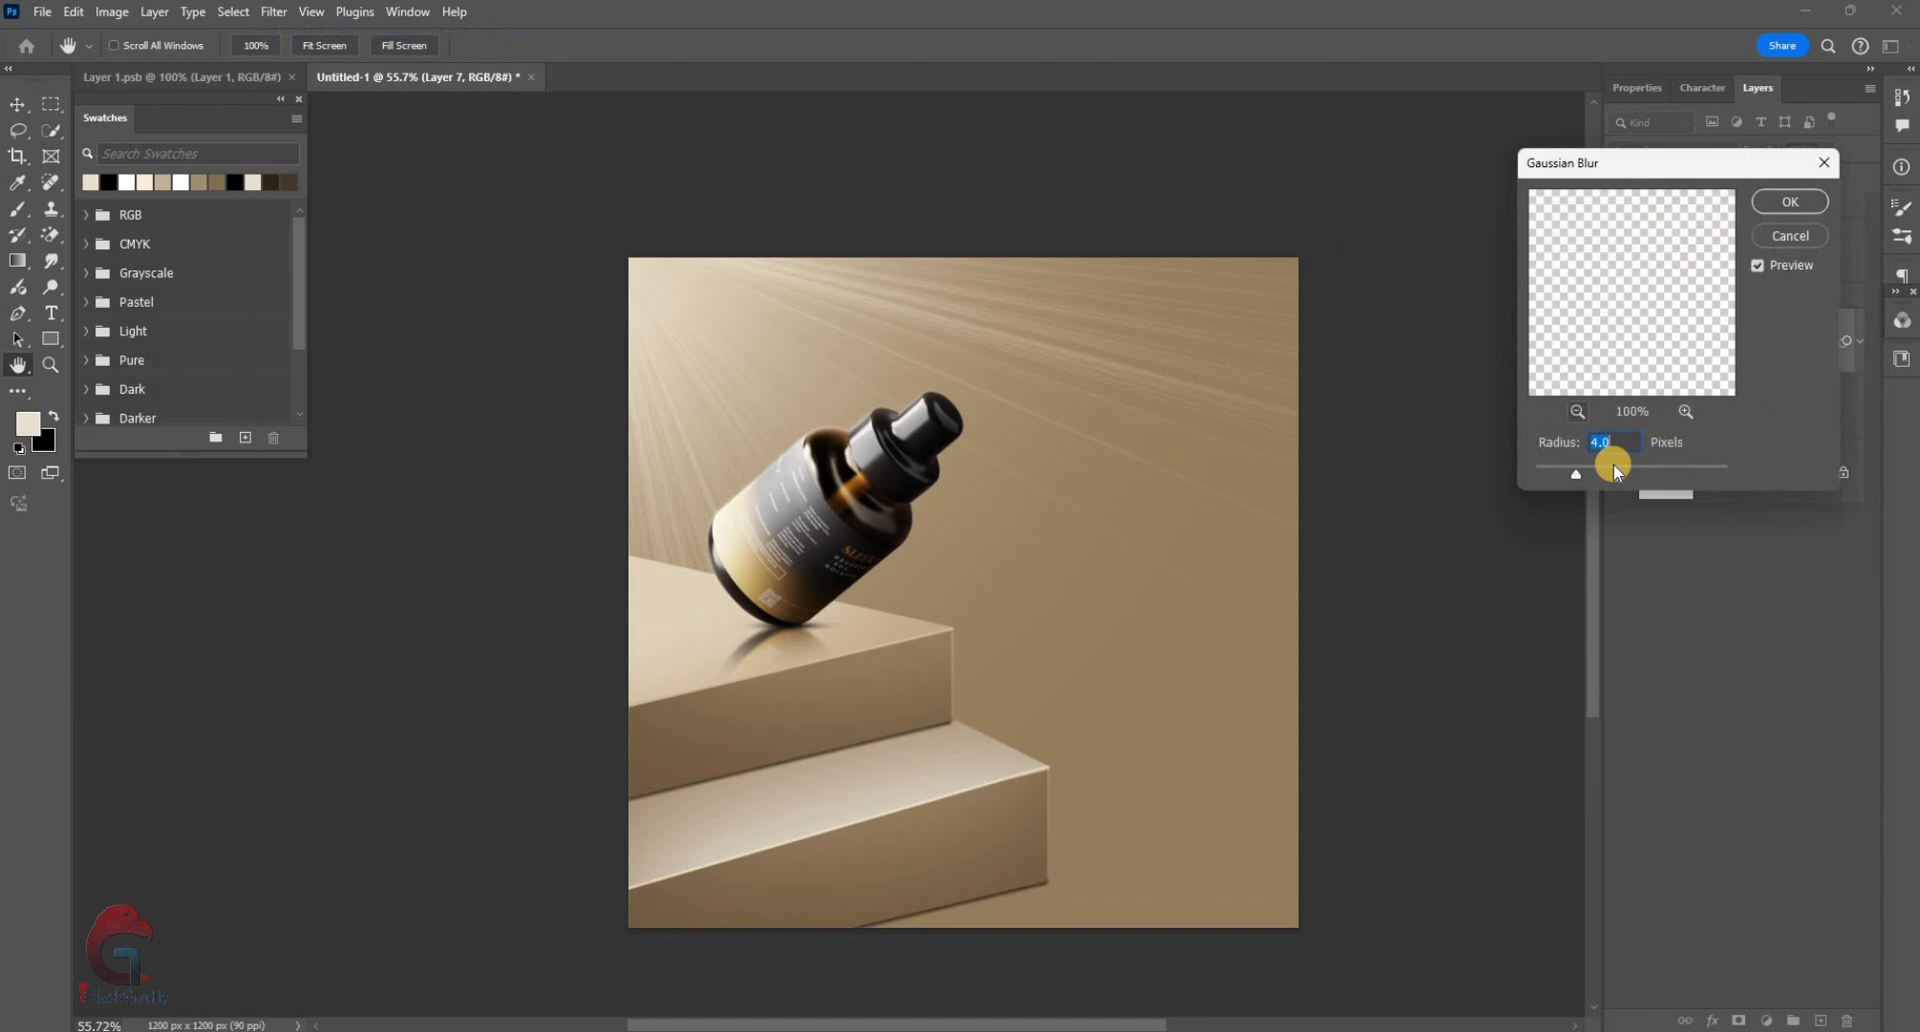 Ps File Edit Image Layer Type Select Filter View Plugins Window Help
Scroll All Windows 100% Fit Screen Fill Screen Share
Layer 1.psb @ 100% (Layer 1, RGB/8#) × Untitled-1 @ 55.7% (Layer 7, RGB/8#) * ×
Properties Character Layers
Swatches
Search Swatches
Kind
RGB
CMYK
Grayscale
Pastel
Light
Pure
Dark
Darker
Gaussian Blur
OK
Cancel
Preview
100%
Radius: 4.0 Pixels
55.72% 1200 px x 1200 px (90 ppi)